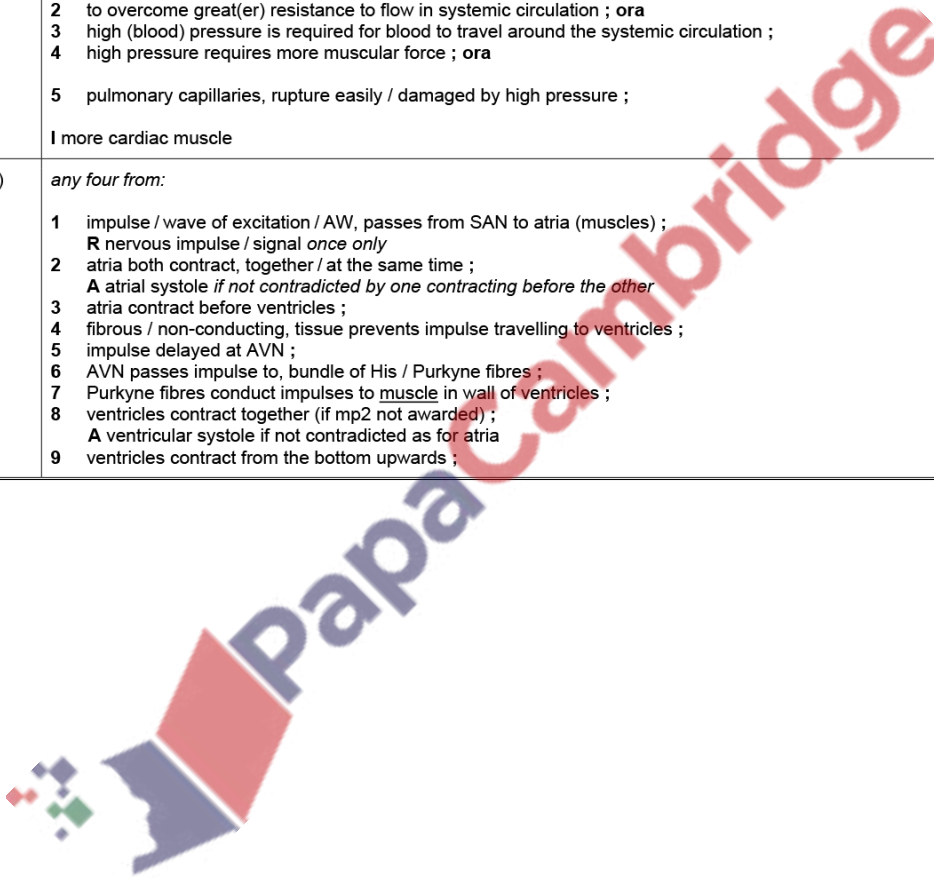 2 to overcome great(er) resistance to flow in systemic circulation ; ora
3 high (blood) pressure is required for blood to travel around the systemic circulation ;
4 high pressure requires more muscular force ; ora
5 pulmonary capillaries, rupture easily / damaged by high pressure ;
I more cardiac muscle
)
any four from:
1 impulse / wave of excitation / AW, passes from SAN to atria (muscles) ;
R nervous impulse / signal once only
2 atria both contract, together / at the same time ;
A atrial systole if not contradicted by one contracting before the other
3 atria contract before ventricles ;
4 fibrous / non-conducting, tissue prevents impulse travelling to ventricles ;
5 impulse delayed at AVN ;
6 AVN passes impulse to, bundle of His / Purkyne fibres ;
7 Purkyne fibres conduct impulses to muscle in wall of ventricles ;
8 ventricles contract together (if mp2 not awarded) ;
A ventricular systole if not contradicted as for atria
9 ventricles contract from the bottom upwards ;
PapaCambridge